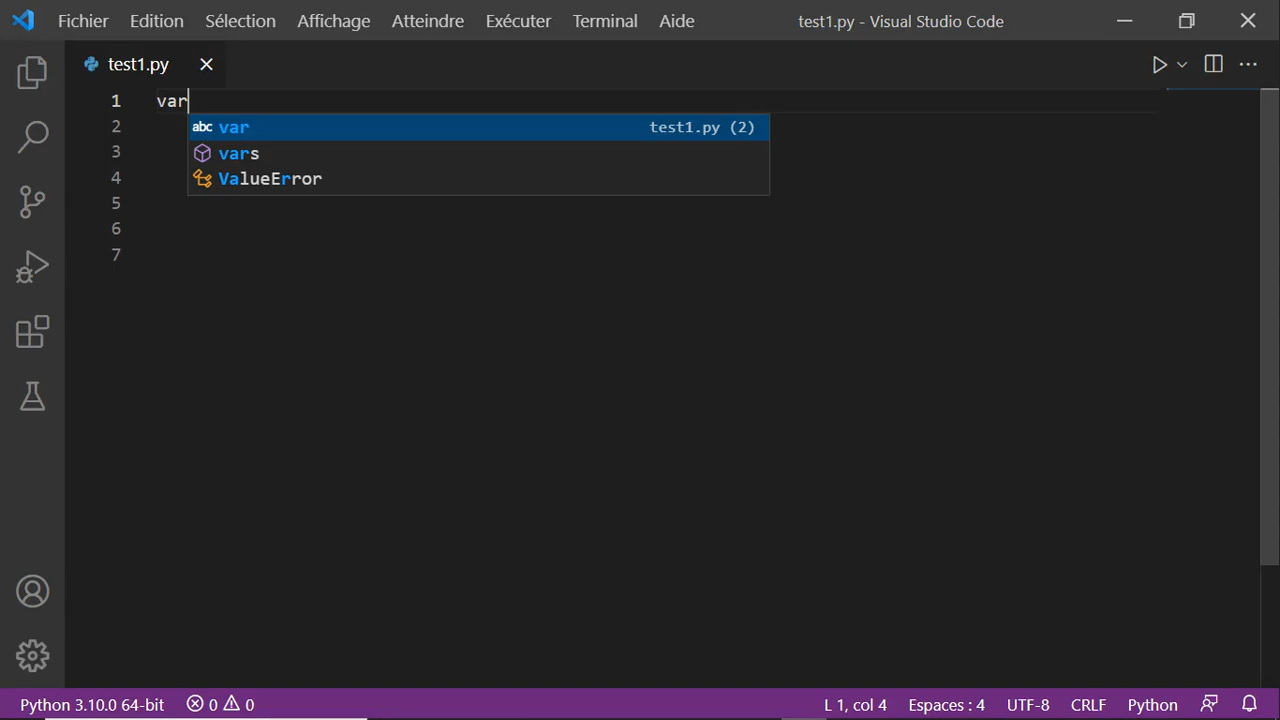 Fichier Edition Sélection Affichage Atteindre Exécuter Terminal Aide test1.py - Visual Studio Code
test1.py
1 var
2 abc var test1.py (2)
3 vars
4 ValueError
5
6
7
Python 3.10.0 64-bit 0 0 L 1, col 4 Espaces : 4 UTF-8 CRLF Python